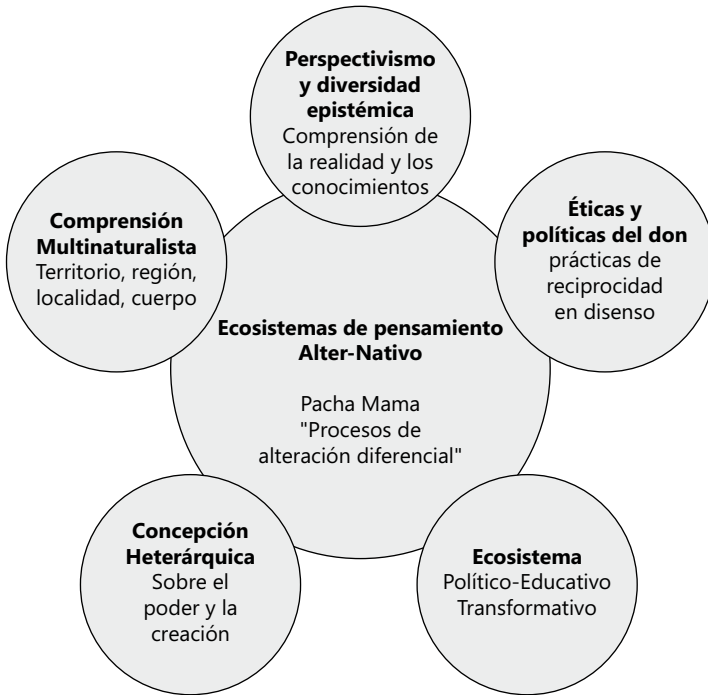 Perspectivismo
y diversidad
epistémica
Comprensión de
la realidad y los
conocimientos
Comprensión
Multinaturalista
Territorio, región,
localidad, cuerpo
Éticas y
políticas del don
prácticas de
reciprocidad
en disenso
Ecosistemas de pensamiento
Alter-Nativo
Pacha Mama
"Procesos de
alteración diferencial"
Concepción
Heterárquica
Sobre el
poder y la
creación
Ecosistema
Político-Educativo
Transformativo